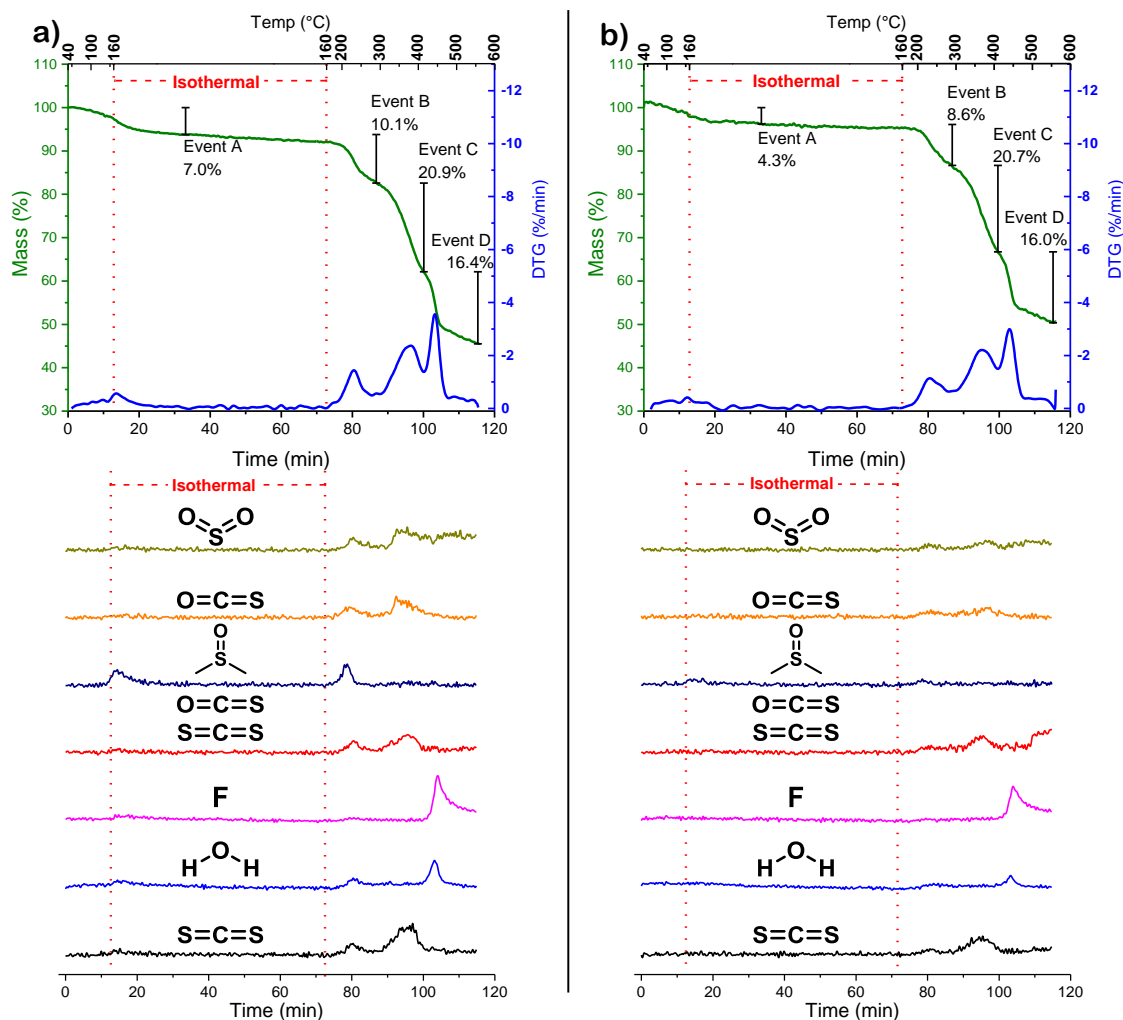 a)
Temp (°C)
40 100 160 160 200 300 400 500 600
Isothermal
Event A
7.0%
Event B
10.1%
Event C
20.9%
Event D
16.4%
Mass (%)
110
100
90
80
70
60
50
40
30
DTG (%/min)
-12
-10
-8
-6
-4
-2
0
0 20 40 60 80 100 120
Time (min)
Isothermal
O S O
O=C=S
O
S
O=C=S
S=C=S
F
H O H
S=C=S
0 20 40 60 80 100 120
Time (min)
b)
Temp (°C)
40 100 160 160 200 300 400 500 600
Isothermal
Event A
4.3%
Event B
8.6%
Event C
20.7%
Event D
16.0%
Mass (%)
110
100
90
80
70
60
50
40
30
DTG (%/min)
-12
-10
-8
-6
-4
-2
0
0 20 40 60 80 100 120
Time (min)
Isothermal
O S O
O=C=S
O
S
O=C=S
S=C=S
F
H O H
S=C=S
0 20 40 60 80 100 120
Time (min)